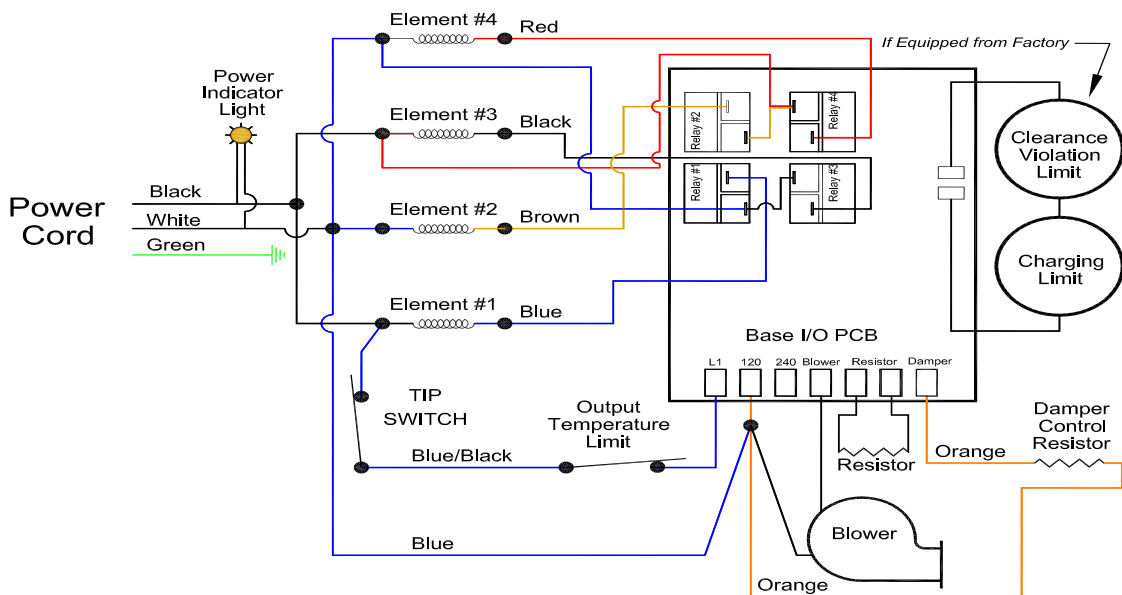 Element #4
Red
If Equipped from Factory
Power
Indicator
Light
Relay #2
Relay #4
Element #3
Black
Clearance
Violation
Limit
Relay #1
Relay #3
Black
Power
Cord
White
Element #2
Brown
Green
Charging
Limit
Element #1
Blue
Base I/O PCB
L1
120
240
Blower
Resistor
Damper
TIP
SWITCH
Output
Temperature
Limit
Damper
Control
Resistor
Blue/Black
Resistor
Orange
Blower
Blue
Orange